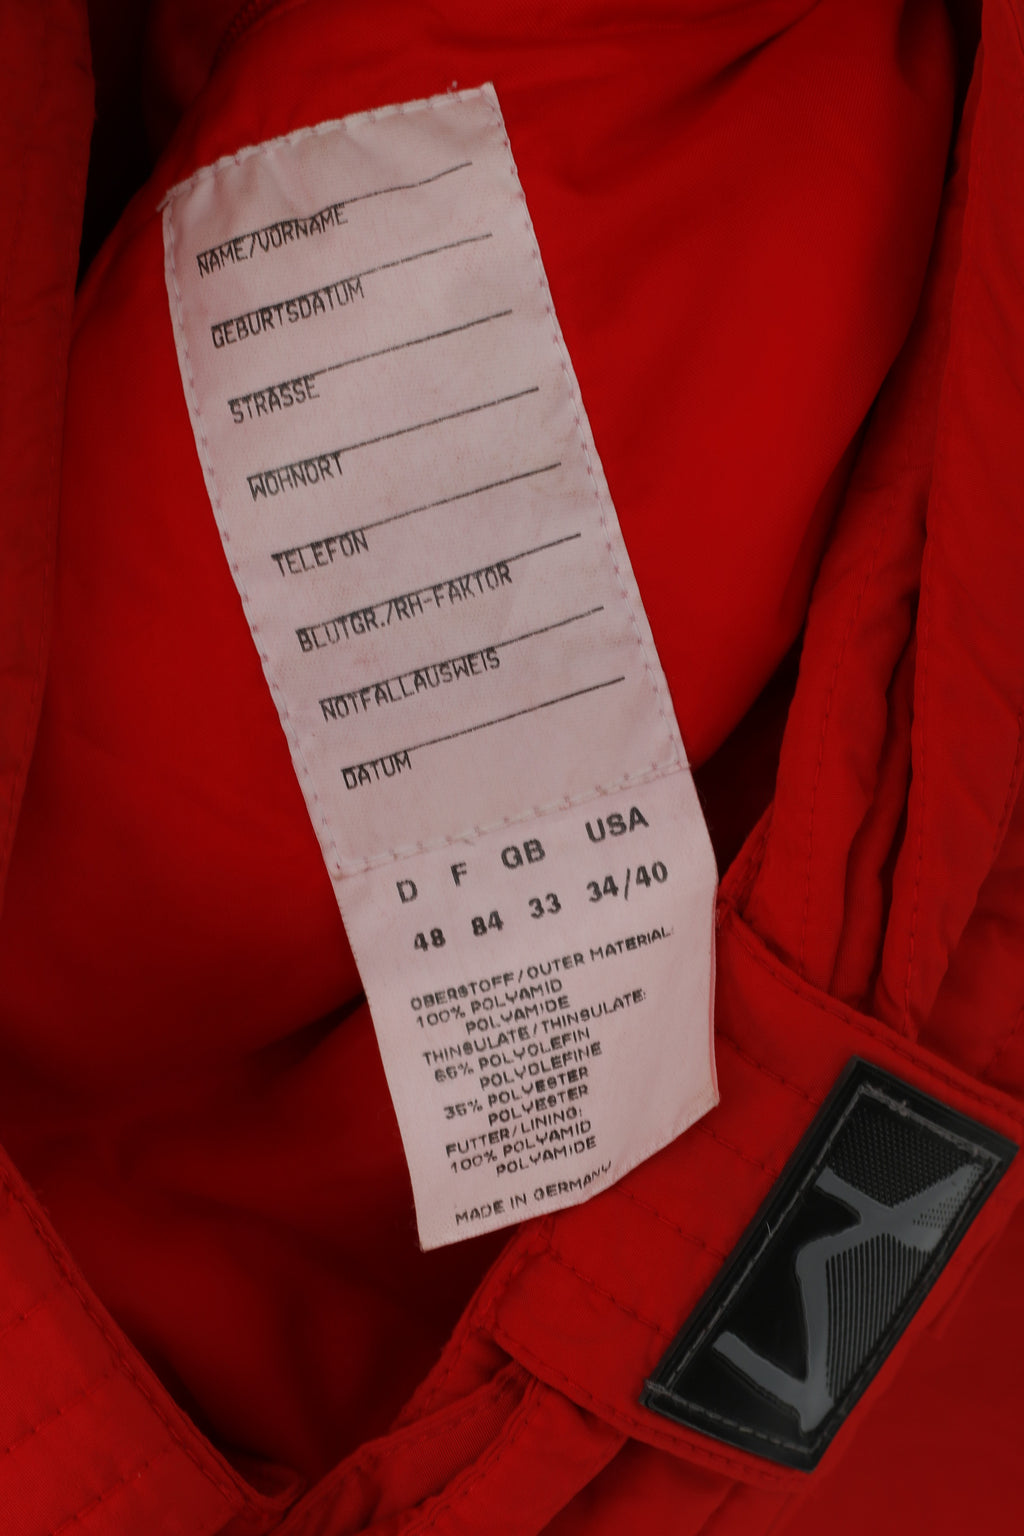 NAME/VORNAME
GEBURTSDATUM
STRASSE
WOHNORT
TELEFON
BLUTGR./RH-FAKTOR
NOTFALLAUSWEIS
DATUM
D F GB USA
48 84 33 34/40
OBERSTOFF/OUTER MATERIAL:
100% POLYAMID
POLYAMIDE
THINSULATE/THINSULATE:
65% POLYOLEFIN
POLYOLEFINE
35% POLYESTER
POLYESTER
FUTTER/LINING:
100% POLYAMID
POLYAMIDE
MADE IN GERMANY